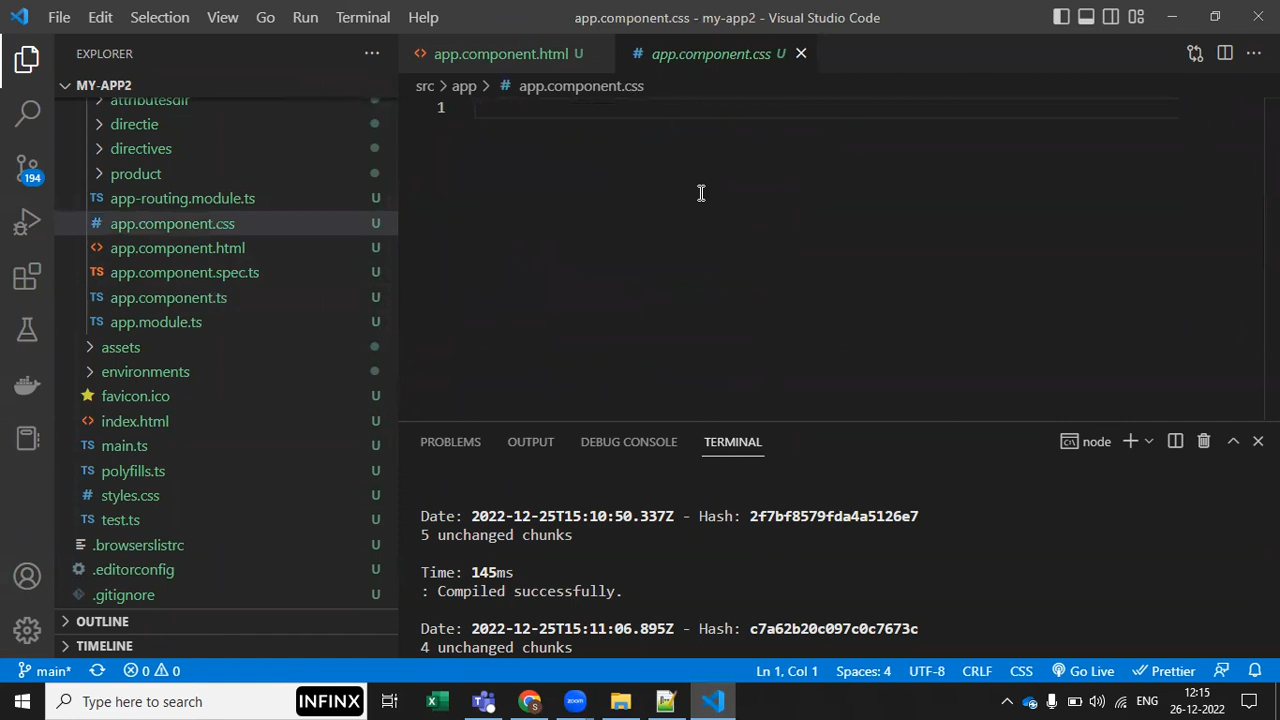 File Edit Selection View Go Run Terminal Help
app.component.css - my-app2 - Visual Studio Code
EXPLORER
MY-APP2
attributesdir
directie
directives
product
TS app-routing.module.ts U
# app.component.css U
<> app.component.html U
TS app.component.spec.ts U
TS app.component.ts U
TS app.module.ts U
assets
environments
favicon.ico U
<> index.html U
TS main.ts U
TS polyfills.ts U
# styles.css U
TS test.ts U
.browserslistrc U
.editorconfig U
.gitignore U
OUTLINE
TIMELINE
194
<> app.component.html U
# app.component.css U
src > app > # app.component.css
1
PROBLEMS OUTPUT DEBUG CONSOLE TERMINAL
node
Date: 2022-12-25T15:10:50.337Z - Hash: 2f7bf8579fda4a5126e7
5 unchanged chunks
Time: 145ms
: Compiled successfully.
Date: 2022-12-25T15:11:06.895Z - Hash: c7a62b20c097c0c7673c
4 unchanged chunks
main* 0 0
Ln 1, Col 1 Spaces: 4 UTF-8 CRLF CSS Go Live Prettier
Type here to search
INFINX
ENG
12:15
26-12-2022